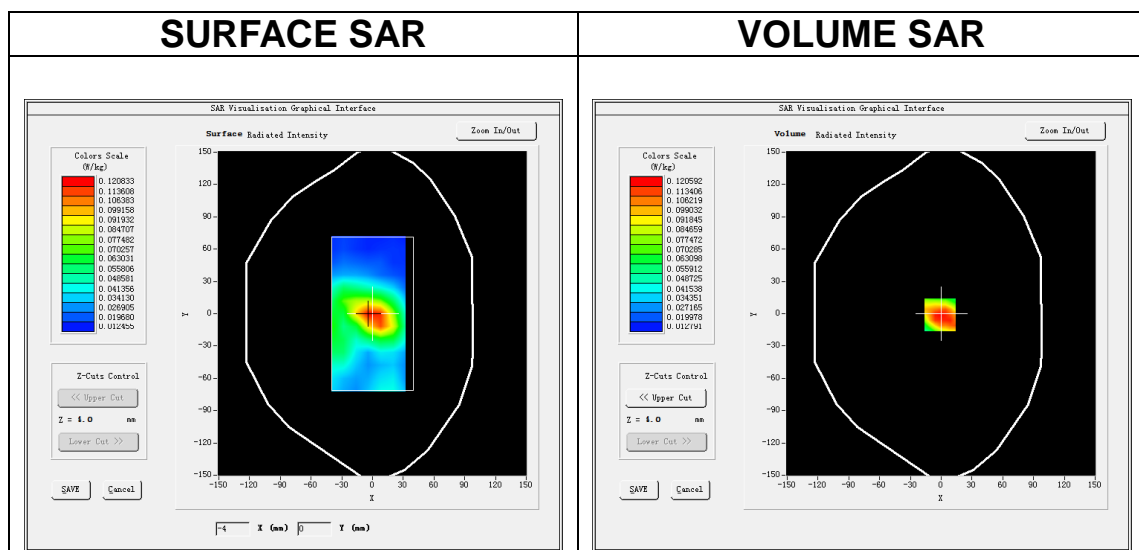 SURFACE SAR
VOLUME SAR
SAR Visualisation Graphical Interface
Surface Radiated Intensity
Zoom In/Out
Colors Scale
(W/kg)
0.120833
0.113608
0.106383
0.099158
0.091932
0.084707
0.077482
0.070257
0.063031
0.055806
0.048581
0.041356
0.034130
0.026905
0.019680
0.012455
Z-Cuts Control
<< Upper Cut
Z = 4.0 mm
Lower Cut >>
SAVE Cancel
150
120
90
60
30
0
-30
-60
-90
-120
-150
Y
-150 -120 -90 -60 -30 0 30 60 90 120 150
X
-4 X (mm) 0 Y (mm)
SAR Visualisation Graphical Interface
Volume Radiated Intensity
Zoom In/Out
Colors Scale
(W/kg)
0.120592
0.113406
0.106219
0.099032
0.091845
0.084659
0.077472
0.070285
0.063098
0.055912
0.048725
0.041538
0.034351
0.027165
0.019978
0.012791
Z-Cuts Control
<< Upper Cut
Z = 4.0 mm
Lower Cut >>
SAVE Cancel
150
120
90
60
30
0
-30
-60
-90
-120
-150
Y
-150 -120 -90 -60 -30 0 30 60 90 120 150
X